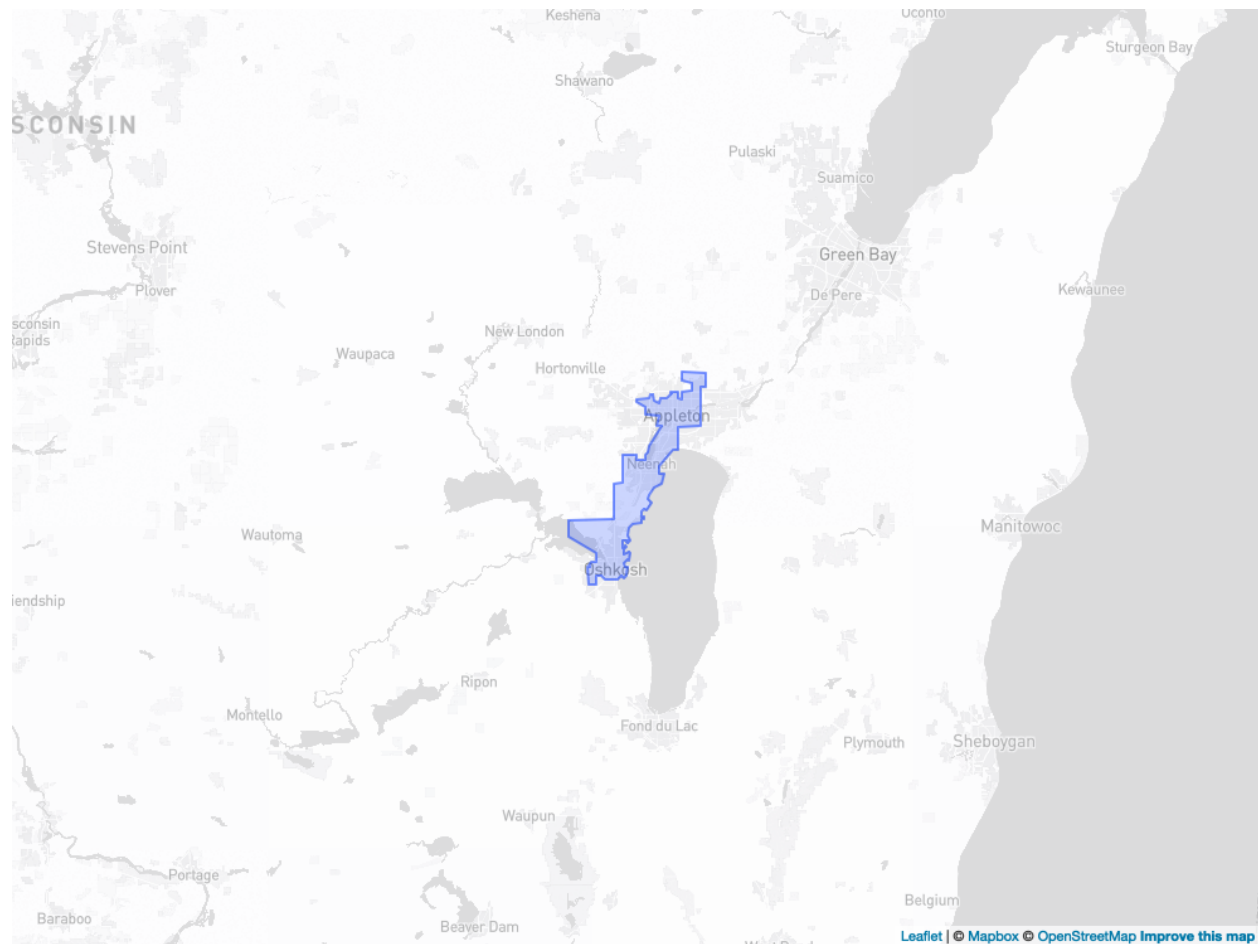 Keshena
Oconto
Sturgeon Bay
Shawano
SCONSIN
Pulaski
Suamico
Stevens Point
Green Bay
Plover
De Pere
Kewaunee
sconsin
Rapids
New London
Waupaca
Hortonville
Appleton
Neenah
Manitowoc
Wautoma
Oshkosh
iendship
Ripon
Montello
Fond du Lac
Plymouth
Sheboygan
Waupun
Portage
Belgium
Baraboo
Beaver Dam
West Bend
Leaflet | © Mapbox © OpenStreetMap Improve this map